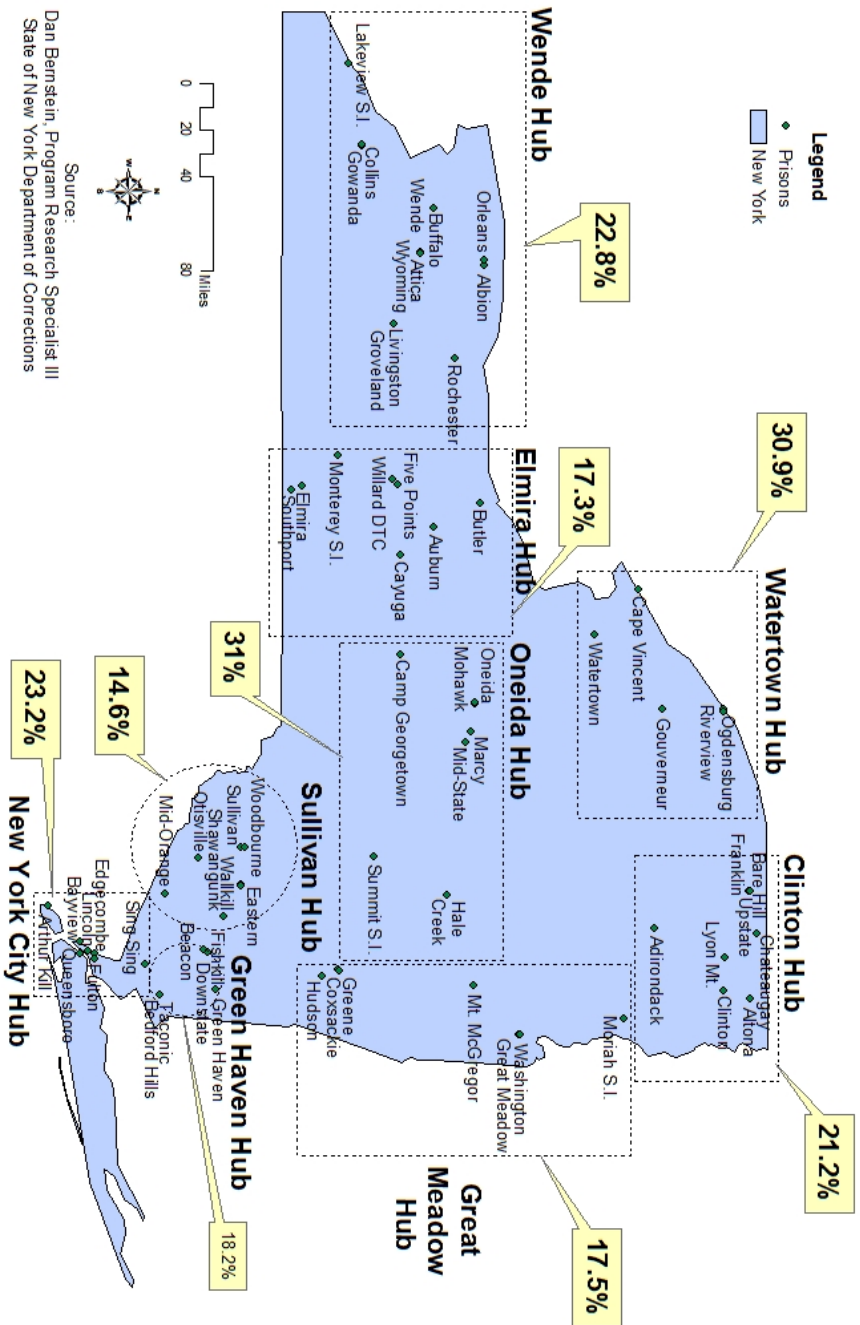 Legend
Prisons
New York
Wende Hub
22.8%
Lakeview S.I.
Collins
Gowanda
Buffalo
Wende
Attica
Wyoming
Orleans
Albion
Livingston
Groveland
Rochester
Elmira Hub
17.3%
Butler
Auburn
Five Points
Willard DTC
Cayuga
Monterey S.I.
Elmira
Southport
Watertown Hub
30.9%
Cape Vincent
Watertown
Gouverneur
Ogdensburg
Riverview
Oneida Hub
31%
Oneida
Mohawk
Marcy
Mid-State
Camp Georgetown
Hale
Creek
Summit S.I.
Clinton Hub
21.2%
Bare Hill
Franklin
Upstate
Chateaugay
Lyon Mt.
Clinton
Altona
Adirondack
Great
Meadow
Hub
17.5%
Moriah S.I.
Washington
Great Meadow
Mt. McGregor
Greene
Coxsackie
Hudson
Sullivan Hub
14.6%
Woodbourne
Sullivan
Eastern
Wallkill
Shawangunk
Otisville
Mid-Orange
Green Haven Hub
18.2%
Fishkill
Green Haven
Downstate
Beacon
Taconic
Bedford Hills
Sing Sing
New York City Hub
23.2%
Edgecombe
Lincoln
Fulton
Bayview
Queensboro
Arthur Kill
0 20 40 80
Miles
N
W
E
S
Source:
Dan Bernstein, Program Research Specialist III
State of New York Department of Corrections